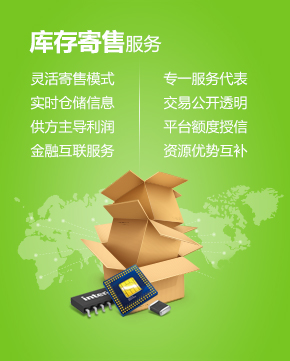 库存寄售服务
灵活寄售模式
实时仓储信息
供方主导利润
金融互联服务
专一服务代表
交易公开透明
平台额度授信
资源优势互补
inter